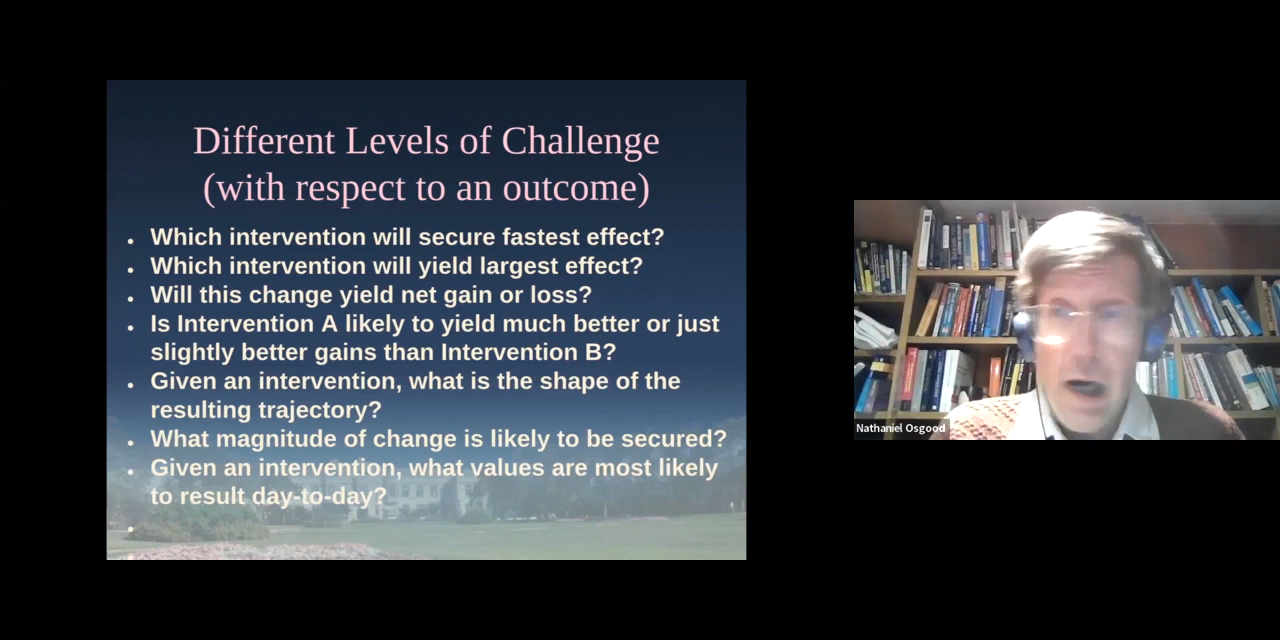 Different Levels of Challenge
(with respect to an outcome)
Which intervention will secure fastest effect?
Which intervention will yield largest effect?
Will this change yield net gain or loss?
Is Intervention A likely to yield much better or just
slightly better gains than Intervention B?
Given an intervention, what is the shape of the
resulting trajectory?
What magnitude of change is likely to be secured?
Given an intervention, what values are most likely
to result day-to-day?
Nathaniel Osgood